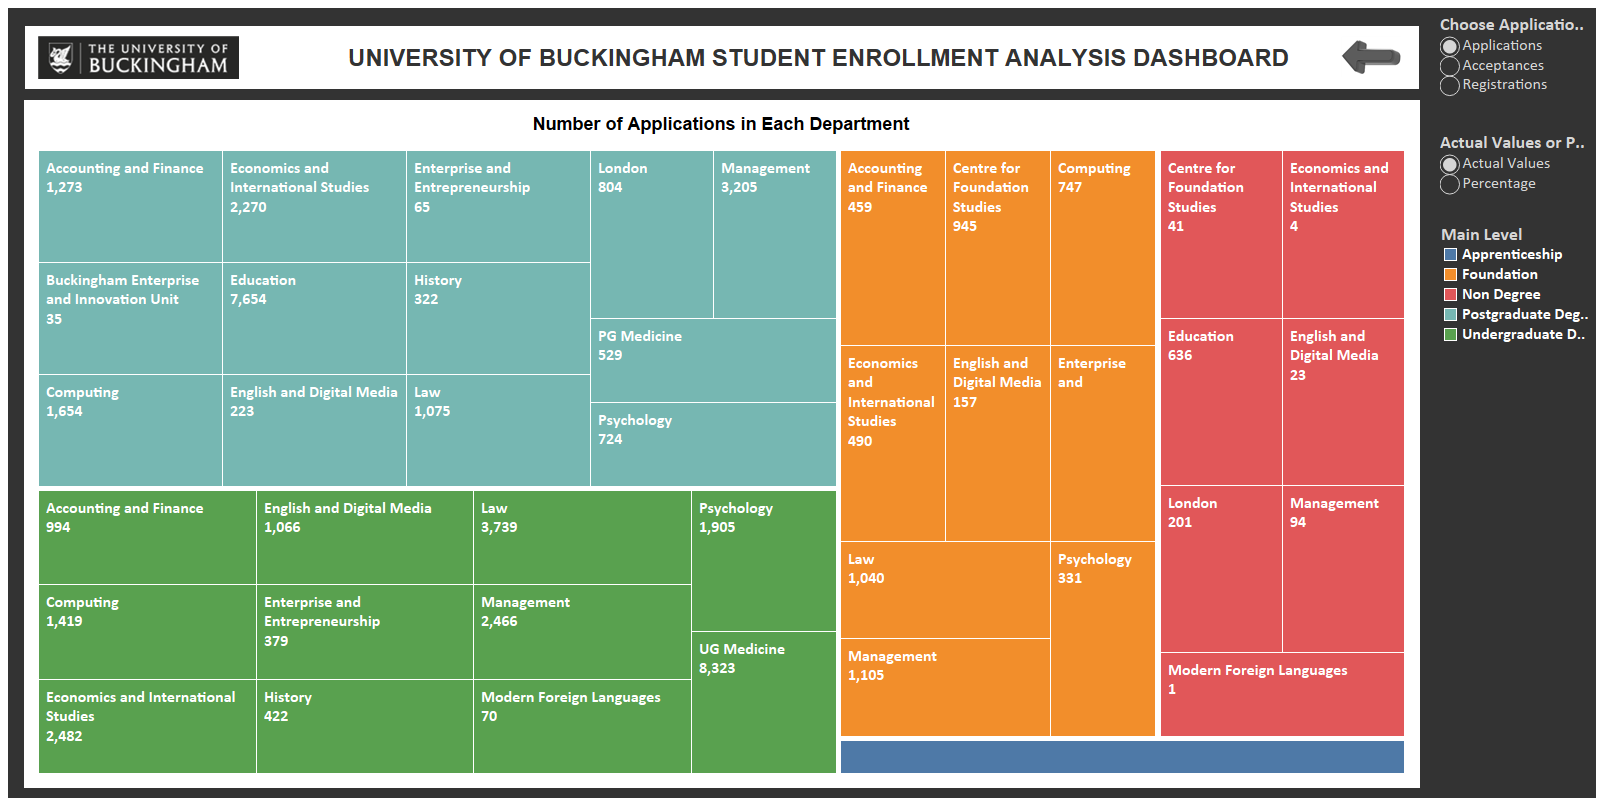 THE UNIVERSITY OF
BUCKINGHAM
UNIVERSITY OF BUCKINGHAM STUDENT ENROLLMENT ANALYSIS DASHBOARD
Number of Applications in Each Department
Accounting and Finance
1,273
Economics and
International Studies
2,270
Enterprise and
Entrepreneurship
65
London
804
Management
3,205
Buckingham Enterprise
and Innovation Unit
35
Education
7,654
History
322
PG Medicine
529
Computing
1,654
English and Digital Media
223
Law
1,075
Psychology
724
Accounting and Finance
994
English and Digital Media
1,066
Law
3,739
Psychology
1,905
Computing
1,419
Enterprise and
Entrepreneurship
379
Management
2,466
UG Medicine
8,323
Economics and International
Studies
2,482
History
422
Modern Foreign Languages
70
Accounting
and Finance
459
Centre for
Foundation
Studies
945
Computing
747
Economics
and
International
Studies
490
English and
Digital Media
157
Enterprise
and
Law
1,040
Psychology
331
Management
1,105
Centre for
Foundation
Studies
41
Economics and
International
Studies
4
Education
636
English and
Digital Media
23
London
201
Management
94
Modern Foreign Languages
1
Choose Applicatio..
Applications
Acceptances
Registrations
Actual Values or P..
Actual Values
Percentage
Main Level
Apprenticeship
Foundation
Non Degree
Postgraduate Deg..
Undergraduate D..